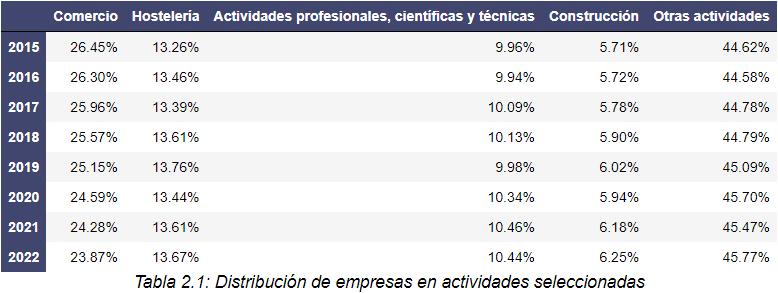 Comercio Hostelería Actividades profesionales, científicas y técnicas Construcción Otras actividades
2015 26.45% 13.26% 9.96% 5.71% 44.62%
2016 26.30% 13.46% 9.94% 5.72% 44.58%
2017 25.96% 13.39% 10.09% 5.78% 44.78%
2018 25.57% 13.61% 10.13% 5.90% 44.79%
2019 25.15% 13.76% 9.98% 6.02% 45.09%
2020 24.59% 13.44% 10.34% 5.94% 45.70%
2021 24.28% 13.61% 10.46% 6.18% 45.47%
2022 23.87% 13.67% 10.44% 6.25% 45.77%
Tabla 2.1: Distribución de empresas en actividades seleccionadas